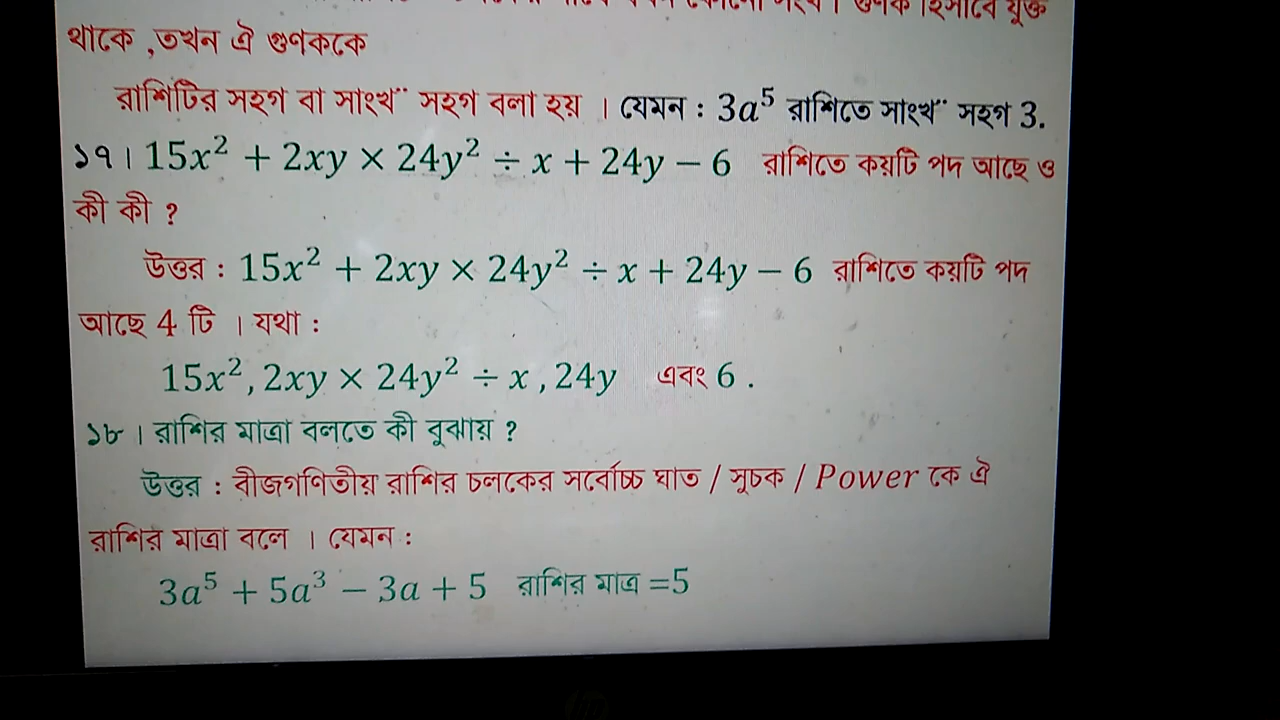 গুণক হিসাবে যুক্ত
থাকে ,তখন ঐ গুণককে
রাশিটির সহগ বা সাংখ্য সহগ বলা হয় । যেমন : 3a⁵ রাশিতে সাংখ্য সহগ 3.
১৭। 15x² + 2xy × 24y² ÷ x + 24y − 6 রাশিতে কয়টি পদ আছে ও
কী কী ?
উত্তর : 15x² + 2xy × 24y² ÷ x + 24y − 6 রাশিতে কয়টি পদ
আছে 4 টি । যথা :
15x², 2xy × 24y² ÷ x , 24y এবং 6 .
১৮ । রাশির মাত্রা বলতে কী বুঝায় ?
উত্তর : বীজগণিতীয় রাশির চলকের সর্বোচ্চ ঘাত / সূচক / Power কে ঐ
রাশির মাত্রা বলে । যেমন :
3a⁵ + 5a³ − 3a + 5 রাশির মাত্র =5